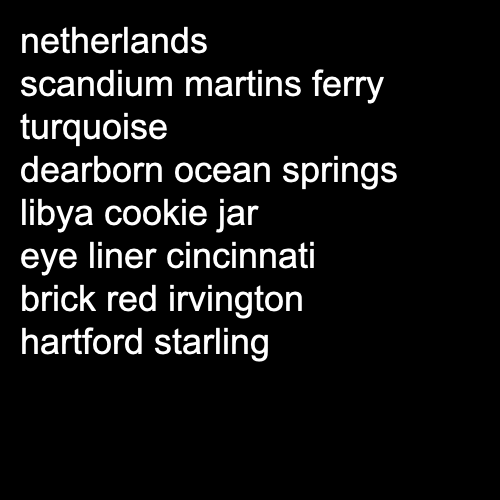 netherlands
scandium martins ferry
turquoise
dearborn ocean springs
libya cookie jar
eye liner cincinnati
brick red irvington
hartford starling